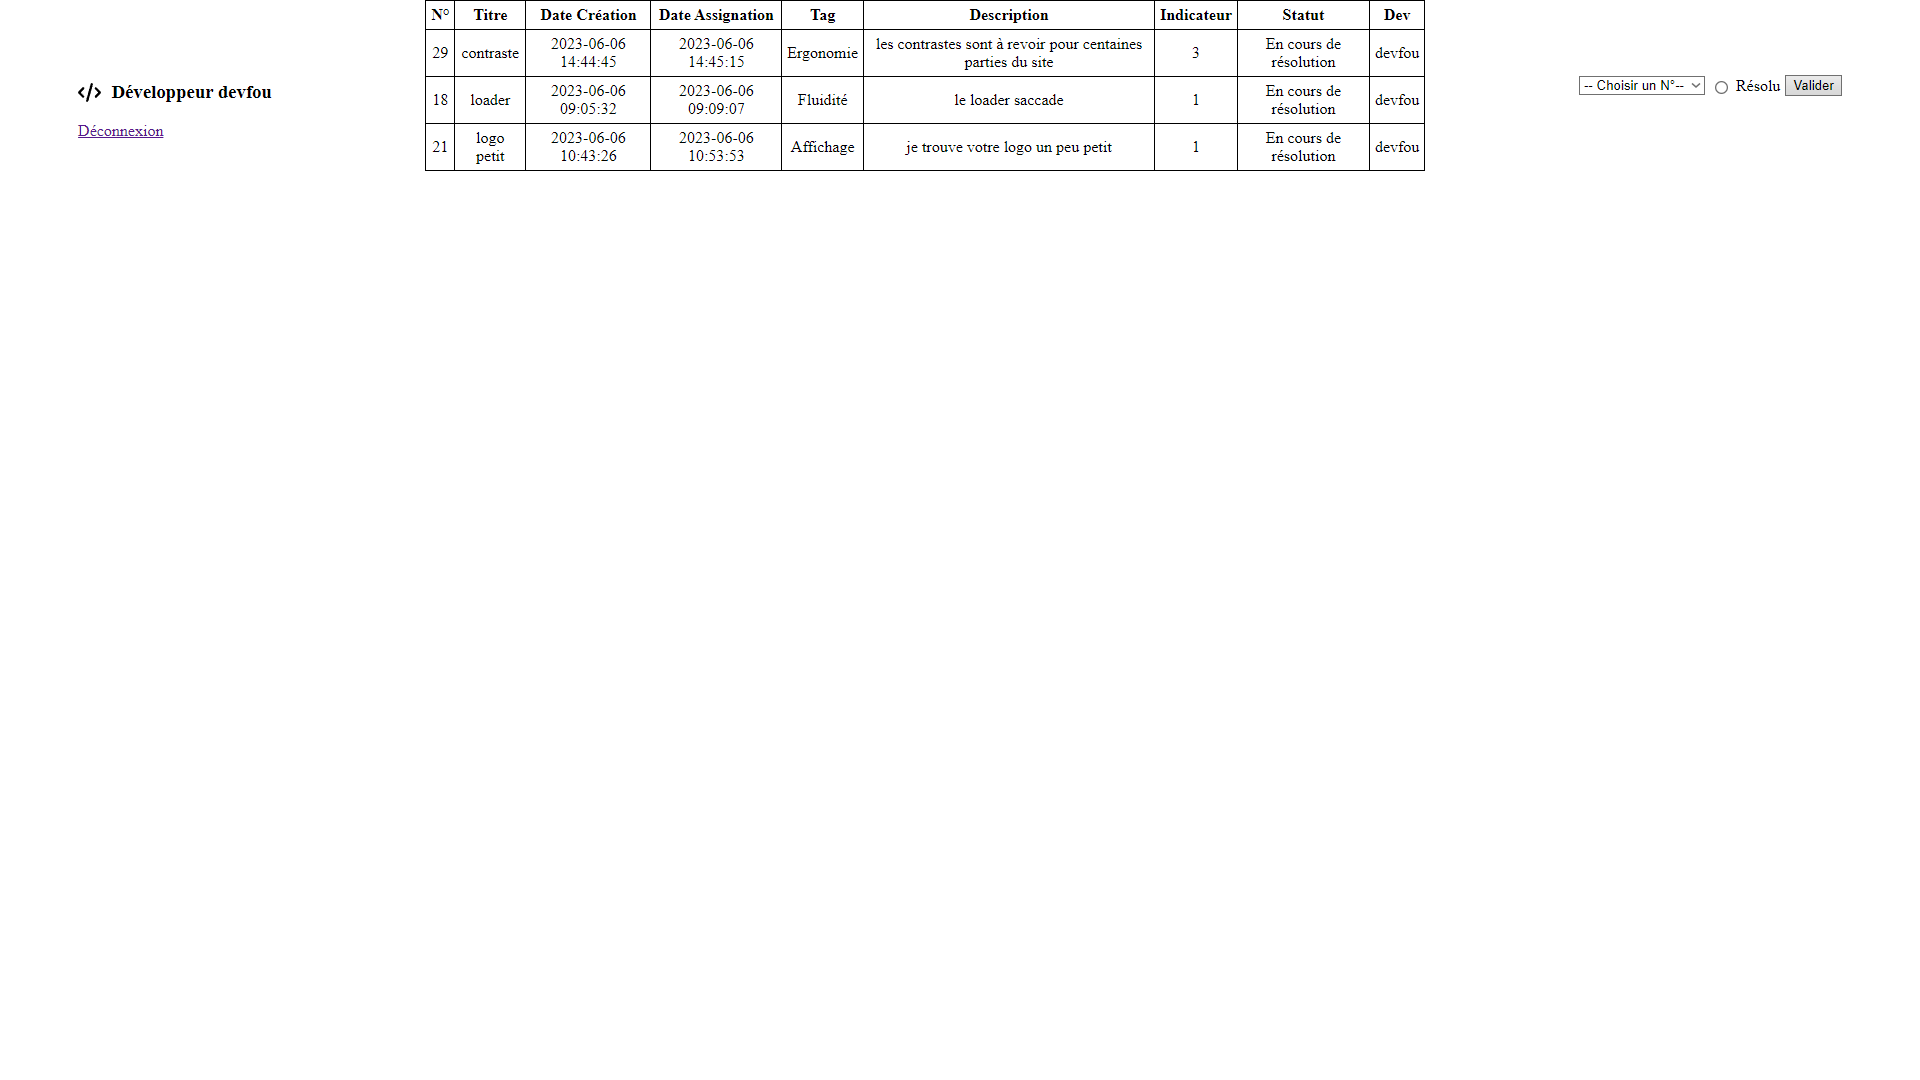 Développeur devfou
Déconnexion
N° Titre Date Création Date Assignation Tag Description Indicateur Statut Dev
29 contraste 2023-06-06 14:44:45 2023-06-06 14:45:15 Ergonomie les contrastes sont à revoir pour centaines parties du site 3 En cours de résolution devfou
18 loader 2023-06-06 09:05:32 2023-06-06 09:09:07 Fluidité le loader saccade 1 En cours de résolution devfou
21 logo petit 2023-06-06 10:43:26 2023-06-06 10:53:53 Affichage je trouve votre logo un peu petit 1 En cours de résolution devfou
-- Choisir un N°-- Résolu Valider